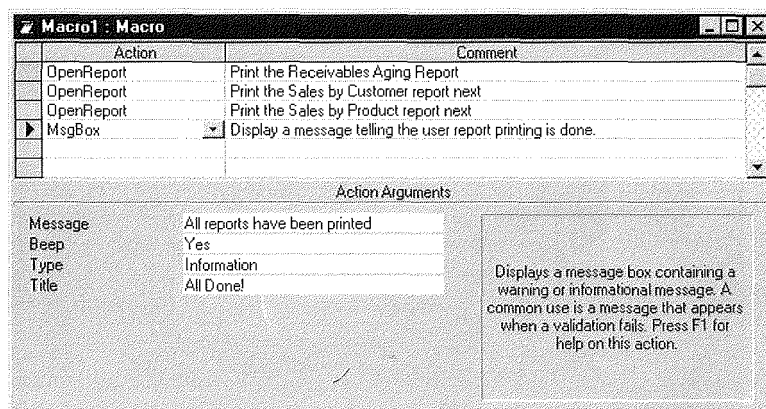 Macro1 : Macro
Action Comment
OpenReport Print the Receivables Aging Report
OpenReport Print the Sales by Customer report next
OpenReport Print the Sales by Product report next
MsgBox Display a message telling the user report printing is done.
Action Arguments
Message All reports have been printed
Beep Yes
Type Information
Title All Done!
Displays a message box containing a
warning or informational message. A
common use is a message that appears
when a validation fails. Press F1 for
help on this action.